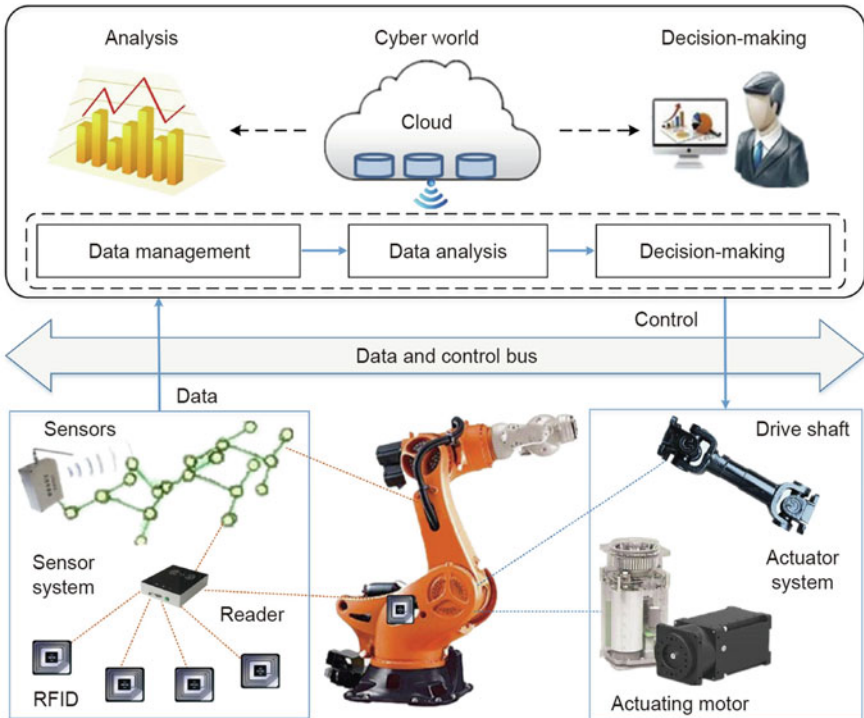 Analysis
Cyber world
Decision-making
Cloud
Data management
Data analysis
Decision-making
Control
Data and control bus
Data
Sensors
Drive shaft
Sensor
system
Actuator
system
Reader
RFID
Actuating motor